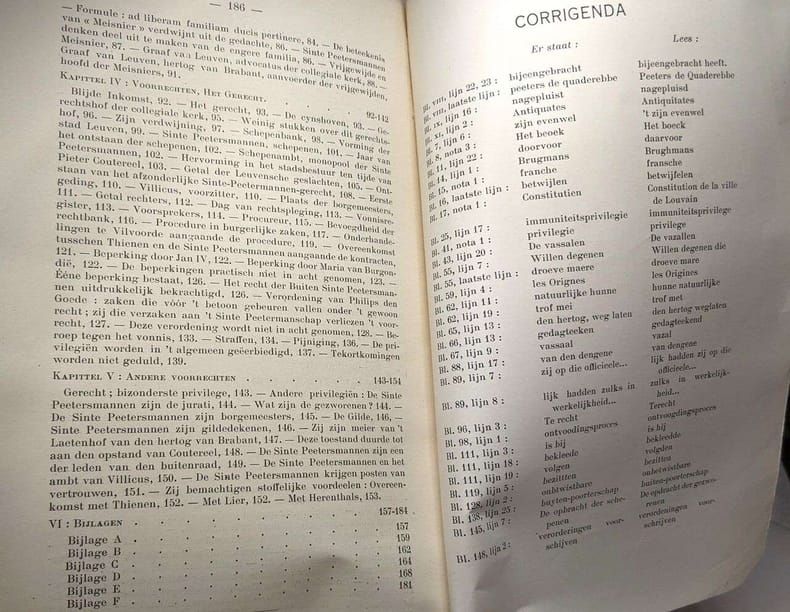 — 186 —
— Formule : ad liberam familiam ducis pertinere, 84. — De beteekenis
van « Meisnier » verdwijnt uit de gedachte, 86. — Sinte Peetersmannen
denken deel uit te maken van de engere familia, 86. — Vrijgewijde en
Meisnier, 87. — Graaf van Leuven, advocatus der collegiale kerk, 88. —
Graaf van Leuven, hertog van Brabant, aanvoerder der vrijgewijden,
hoofd der Meisniers, 91.
Kapittel IV : Voorrechten, Het Gerecht. 92-142
Blijde Inkomst, 92. — Het gerecht, 93. — De cynshoven, 93. — Ge-
rechtshof der collegiale kerk, 95. — Weinig stukken over dit gerechts-
hof, 96. — Zijn verdwijning, 97. — Schepenbank, 98. — Vorming der
stad Leuven, 99. — Sinte Peetersmannen, schepenen, 101. — Jaar van
het ontstaan der schepenen, 102. — Schepenambt, monopool der Sinte
Peetersmannen, 102. — Hervorming in het stadsbestuur ten tijde van
Pieter Coutereel, 103. — Getal der Leuvensche geslachten, 105. — Ont-
staan van het afzonderlijke Sinte-Peetersmannen-gerecht, 108. — Eerste
geding, 110. — Villicus, voorzitter, 110. — Plaats der borgemeesters,
111. — Getal rechters, 112. — Dag van rechtspleging, 113. — Vonnisre-
gister, 113. — Voorsprekers, 114. — Procureur, 115. — Bevoegdheid der
rechtbank, 116. — Procedure in burgerlijke zaken, 117. — Onderhande-
lingen te Vilvoorde aangaande de procedure, 119. — Overeenkomst
tusschen Thienen en de Sinte Peetersmannen aangaande de kontracten,
121. — Beperking door Jan IV, 122. — Beperking door Maria van Burgon-
dië, 122. — De beperkingen practisch niet in acht genomen, 123. —
Ééne beperking bestaat, 126. — Het recht der Buiten Sinte Peetersman-
nen uitdrukkelijk bekrachtigd, 126. — Verordening van Philips den
Goede : zaken die vóór 't betoon gebeuren vallen onder 't gewoon
recht ; zij die verzaken aan 't Sinte Peetermanschap verliezen 't voor-
recht, 127. — Deze verordening wordt niet in acht genomen, 128. — Be-
roep tegen het vonnis, 133. — Straffen, 134. — Pijniging, 136. — De pri-
vilegiën worden in 't algemeen geëerbiedigd, 137. — Tekortkomingen
worden niet geduld, 139.
Kapittel V : Andere voorrechten 143-154
Gerecht ; bizonderste privilege, 143. — Andere privilegiën : De Sinte
Peetersmannen zijn de jurati, 144. — Wat zijn de gezworenen ? 144. —
De Sinte Peetersmannen zijn borgemeesters, 145. — De Gilde, 146. —
Sinte Peetersmannen zijn gildedekenen, 146. — Zij zijn meier van 't
Laetenhof van den hertog van Brabant, 147. — Deze toestand duurde tot
aan den opstand van Coutereel, 148. — De Sinte Peetersmannen zijn een
der leden van den buitenraad, 149. — De Sinte Peetersmannen en het
ambt van Villicus, 150. — De Sinte Peetersmannen krijgen posten van
vertrouwen, 151. — Zij bemachtigen stoffelijke voordeelen : Overeen-
komst met Thienen, 152. — Met Lier, 152. — Met Herenthals, 153.
VI : Bijlagen 157-184
Bijlage A 157
Bijlage B 159
Bijlage C 162
Bijlage D 164
Bijlage E 168
Bijlage F 181
CORRIGENDA
Er staat : Lees :
Bl. viii, lijn 22, 23 : bijeengebracht bijeengebracht heeft.
Bl. viii, laatste lijn : peeters de quaderebbe Peeters de Quaderebbe
Bl. ix, lijn 16 : nagepluist nagepluisd
Bl. xi, lijn 2 : Antiquates Antiquitates
Bl. 7, lijn 6 : zijn evenwel 't zijn evenwel
Bl. 8, nota 3 : Het beoek Het boeck
Bl. 11, lijn 22 : doorvoor daarvoor
Bl. 14, lijn 1 : Brugmans Brughmans
Bl. 15, nota 1 : franche fransche
Bl. 16, laatste lijn : betwijlen betwijfelen
Bl. 17, nota 1 : Constitution Constitution de la ville
de Louvain
Bl. 25, lijn 17 : immuniteitsprivilegie immuniteitsprivilegie
Bl. 41, nota 1 : privilegie privilege
Bl. 43, lijn 20 : De vassalen De vazallen
Bl. 55, lijn 7 : Willen degenen Willen degenen die
Bl. 55, laatste lijn : droeve maere droeve mare
Bl. 59, lijn 4 : les Orignes les Origines
Bl. 62, lijn 11 : natuurlijke hunne hunne natuurlijke
Bl. 62, lijn 19 : trof mei trof met
Bl. 65, lijn 13 : den hertog, weg laten den hertog weglaten
Bl. 66, lijn 13 : gedagteeken gedagteekend
Bl. 67, lijn 9 : vassaal vazal
Bl. 88, lijn 17 : van den dengene van dengene
Bl. 89, lijn 7 : zij op die officieele... lijk hadden zij op die
officieele...
Bl. 89, lijn 8 : lijk hadden zulks in zulks in werkelijk-
werkelijkheid... heid...
Bl. 96, lijn 3 : Te recht Terecht
Bl. 98, lijn 1 : ontvoodingsproces ontvoogdingsproces
Bl. 111, lijn 3 : is bij is hij
Bl. 111, lijn 18 : bekleede bekleedde
Bl. 111, lijn 19 : volgen volgden
Bl. 119, lijn 5 : bezitten
Bl. 128, lijn 2 : onbtwistbare onbetwistbare
Bl. 138, lijn 25 : buyten-poorterschap buiten-poorterschap
Bl. 145, lijn 7 : De opbracht der sche- De opdracht der gezwo-
penen renen
Bl. 148, lijn 2 : verorderingen voor- verordeningen voor-
schijven schrijven